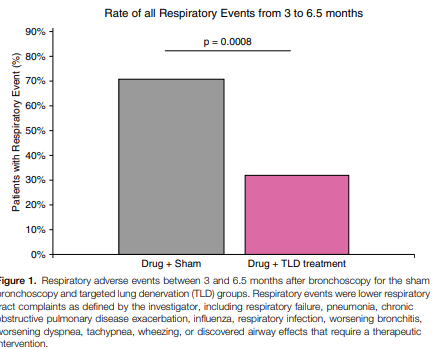 Rate of all Respiratory Events from 3 to 6.5 months
90%
80%
70%
60%
50%
40%
30%
20%
10%
0%
Patients with Respiratory Event (%)
p = 0.0008
Drug + Sham
Drug + TLD treatment
Figure 1. Respiratory adverse events between 3 and 6.5 months after bronchoscopy for the sham
bronchoscopy and targeted lung denervation (TLD) groups. Respiratory events were lower respiratory
tract complaints as defined by the investigator, including respiratory failure, pneumonia, chronic
obstructive pulmonary disease exacerbation, influenza, respiratory infection, worsening bronchitis,
worsening dyspnea, tachypnea, wheezing, or discovered airway effects that require a therapeutic
intervention.